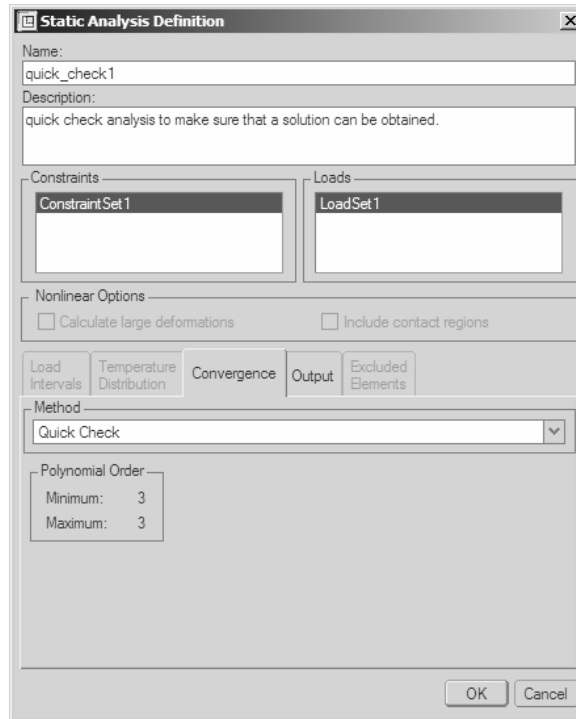 Static Analysis Definition
Name:
quick_check1
Description:
quick check analysis to make sure that a solution can be obtained.
Constraints
ConstraintSet1
Loads
LoadSet1
Nonlinear Options
Calculate large deformations
Include contact regions
Load
Intervals
Temperature
Distribution
Convergence
Output
Excluded
Elements
Method
Quick Check
Polynomial Order
Minimum: 3
Maximum: 3
OK
Cancel